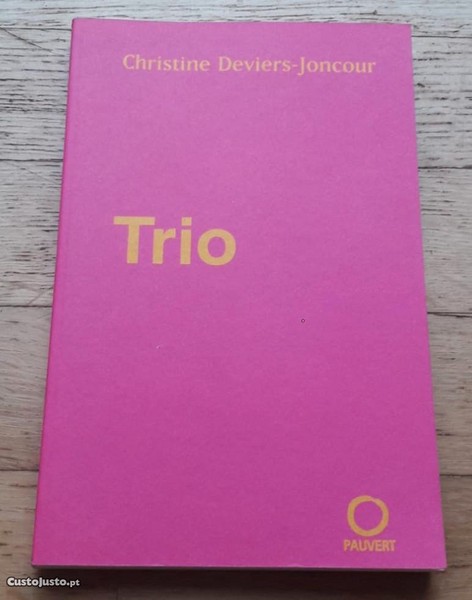 Christine Deviers-Joncour
Trio
PAUVERT
CustoJusto.pt